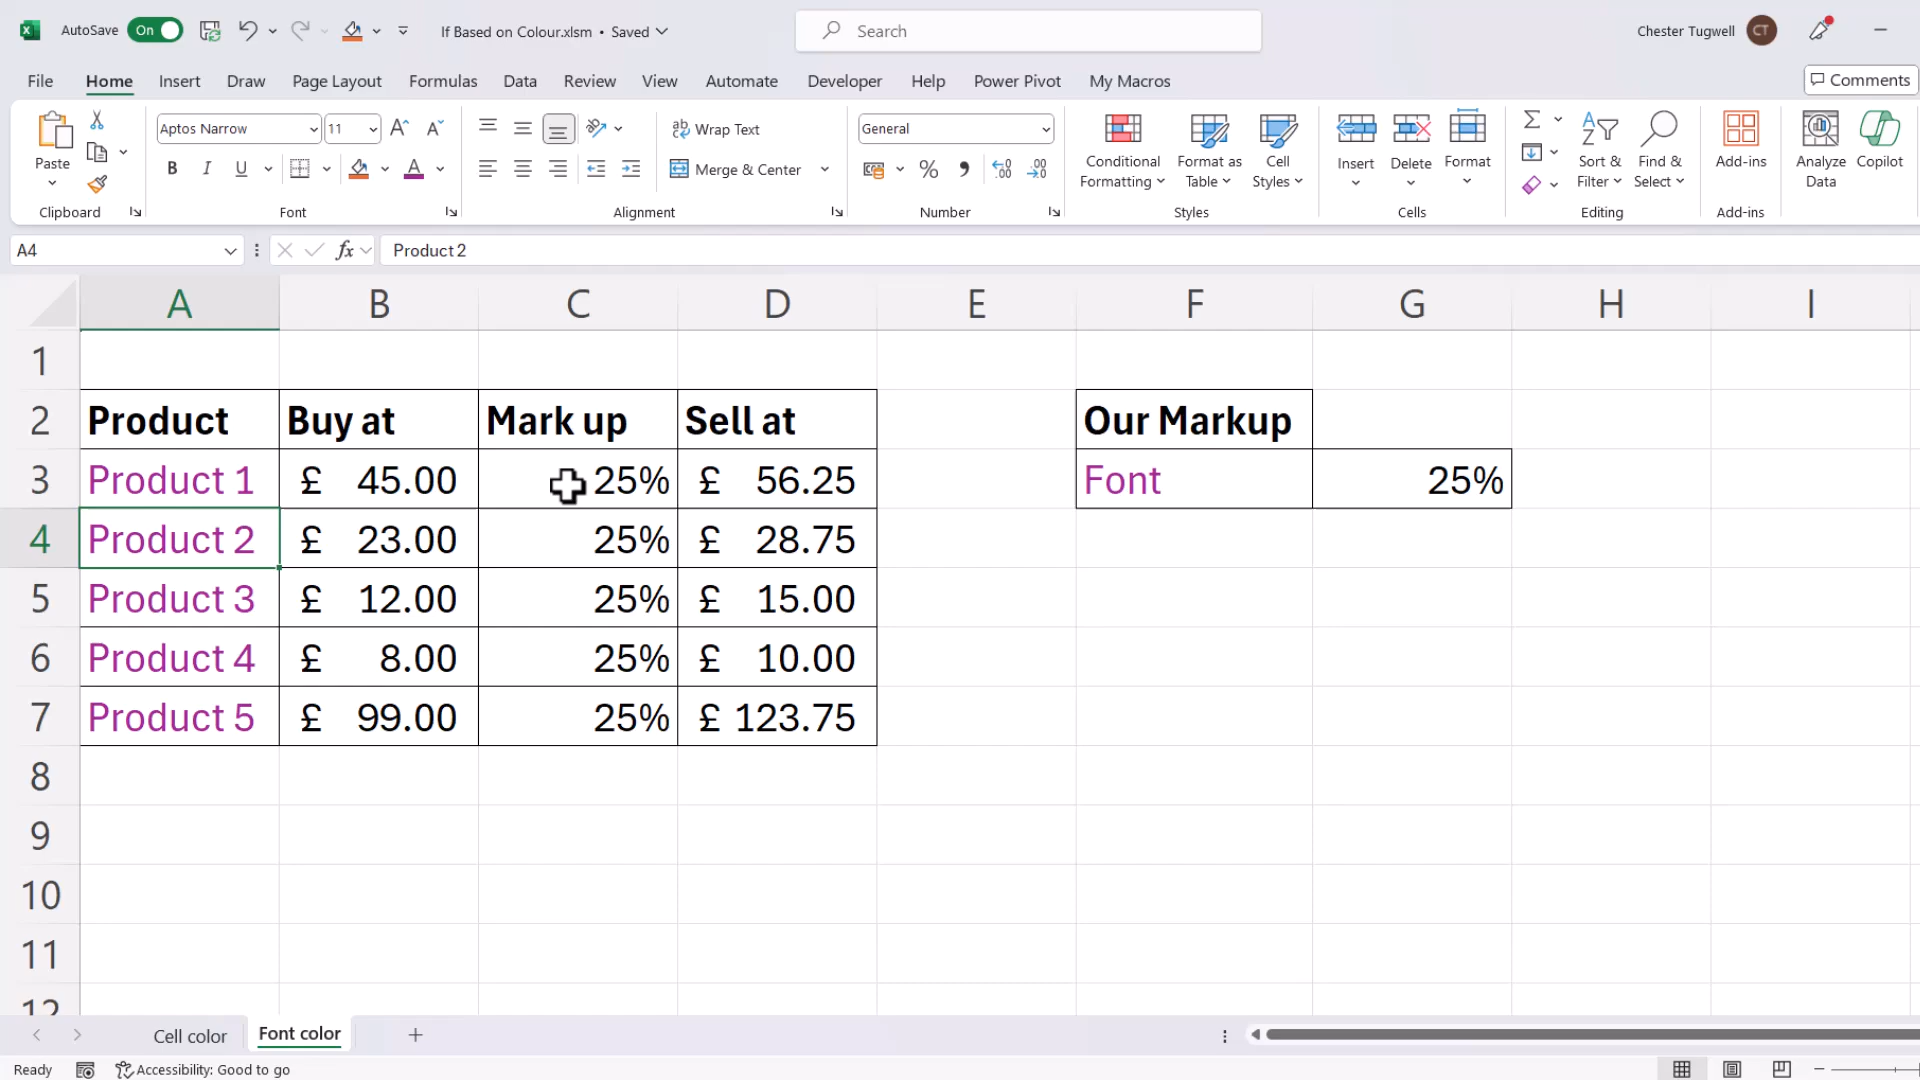 AutoSave On If Based on Colour.xlsm • Saved Search Chester Tugwell CT
File Home Insert Draw Page Layout Formulas Data Review View Automate Developer Help Power Pivot My Macros Comments
Paste Aptos Narrow 11 A A Wrap Text General Conditional Formatting Format as Table Cell Styles Insert Delete Format Sort & Filter Find & Select Add-ins Analyze Data Copilot
B I U A Merge & Center %
Clipboard Font Alignment Number Styles Cells Editing Add-ins
A4 fx Product 2
A B C D E F G H I
1
2 Product Buy at Mark up Sell at Our Markup
3 Product 1 £ 45.00 25% £ 56.25 Font 25%
4 Product 2 £ 23.00 25% £ 28.75
5 Product 3 £ 12.00 25% £ 15.00
6 Product 4 £ 8.00 25% £ 10.00
7 Product 5 £ 99.00 25% £ 123.75
8
9
10
11
12
Cell color Font color
Ready Accessibility: Good to go